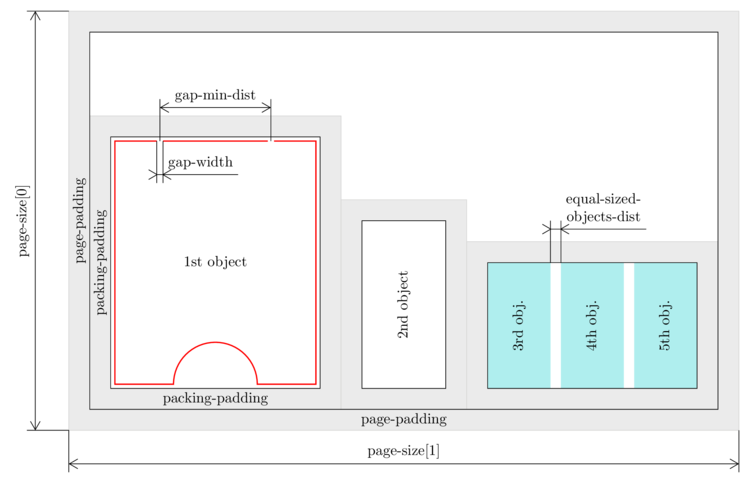 gap-min-dist
gap-width
page-size[0]
page-padding
packing-padding
1st object
2nd object
equal-sized-
objects-dist
3rd obj.
4th obj.
5th obj.
packing-padding
page-padding
page-size[1]